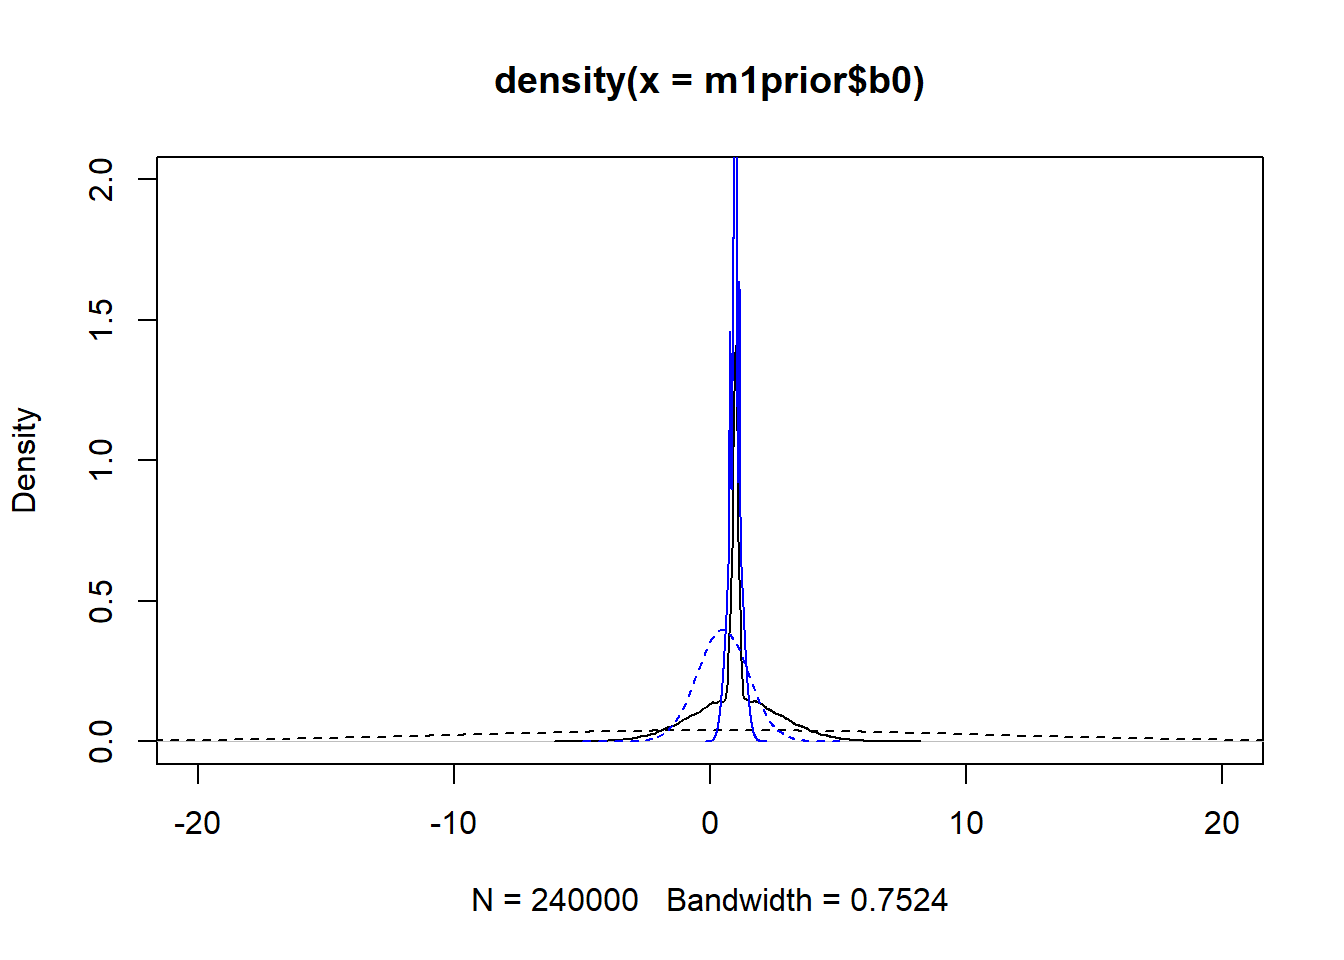 density(x = m1prior$b0)
Density
2.0
1.5
1.0
0.5
0.0
-20 -10 0 10 20
N = 240000 Bandwidth = 0.7524